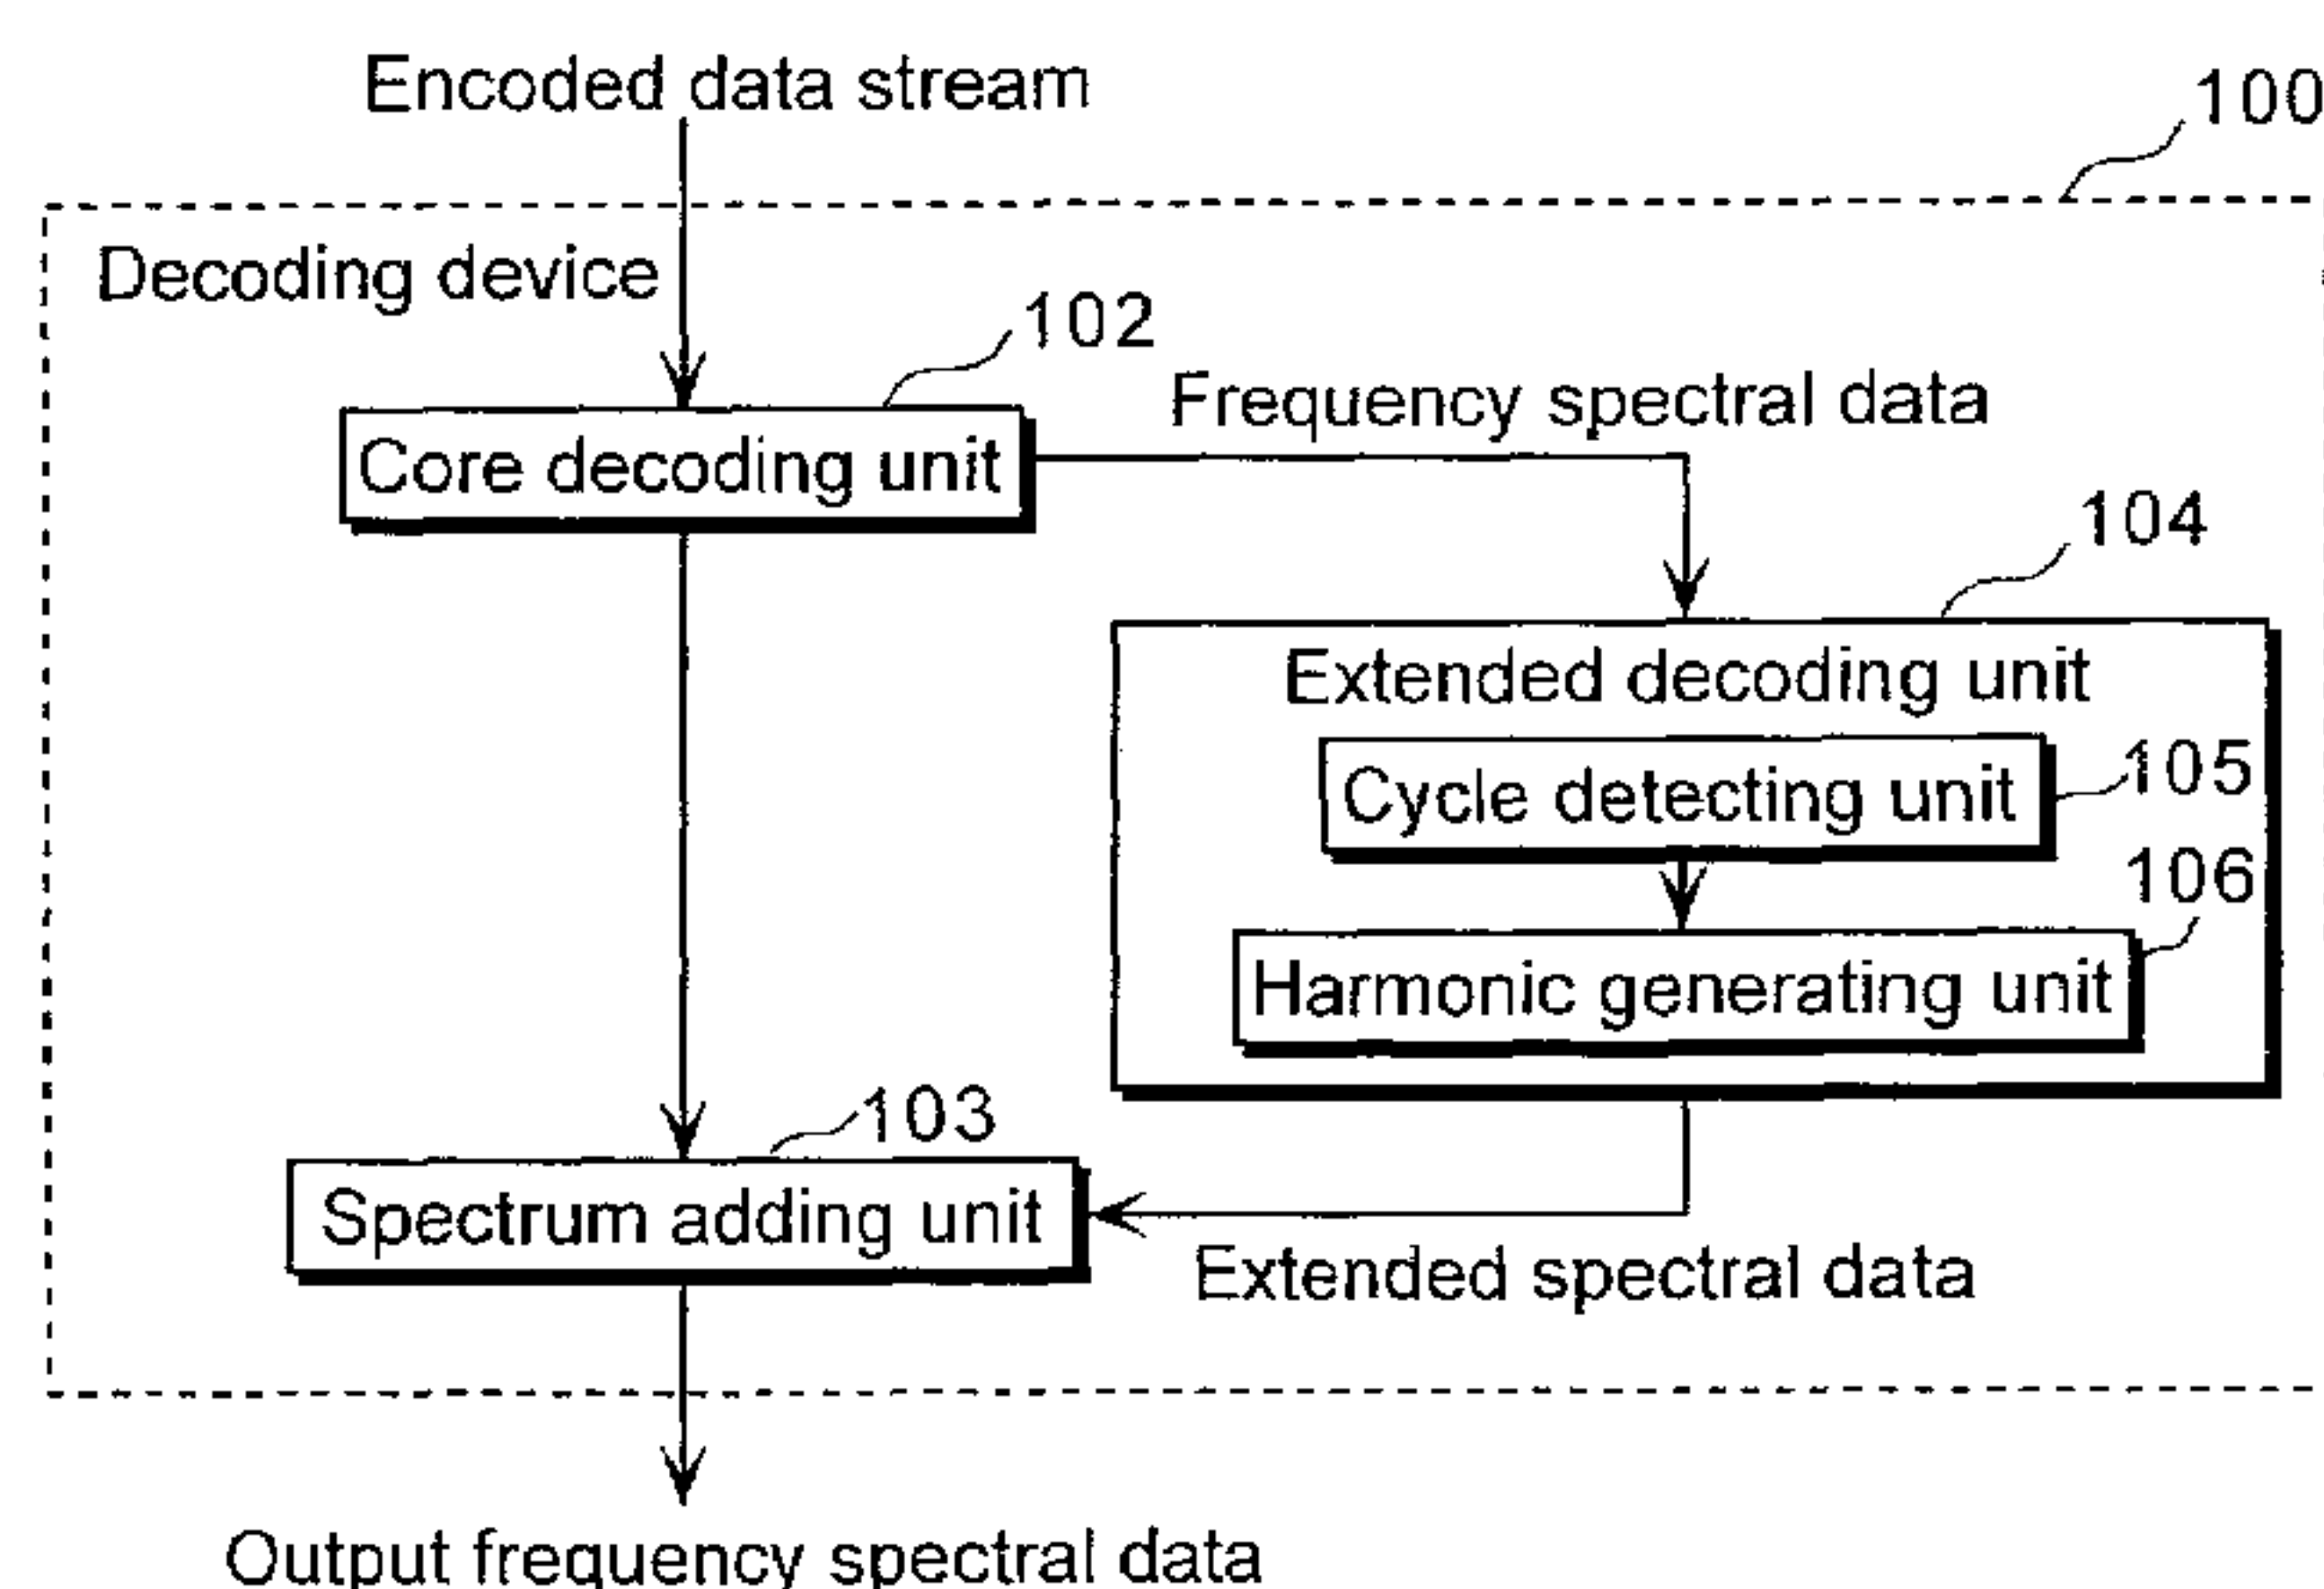 Encoded data stream
100
Decoding device
102
Frequency spectral data
Core decoding unit
104
Extended decoding unit
Cycle detecting unit
105
106
Harmonic generating unit
103
Spectrum adding unit
Extended spectral data
Output frequency spectral data